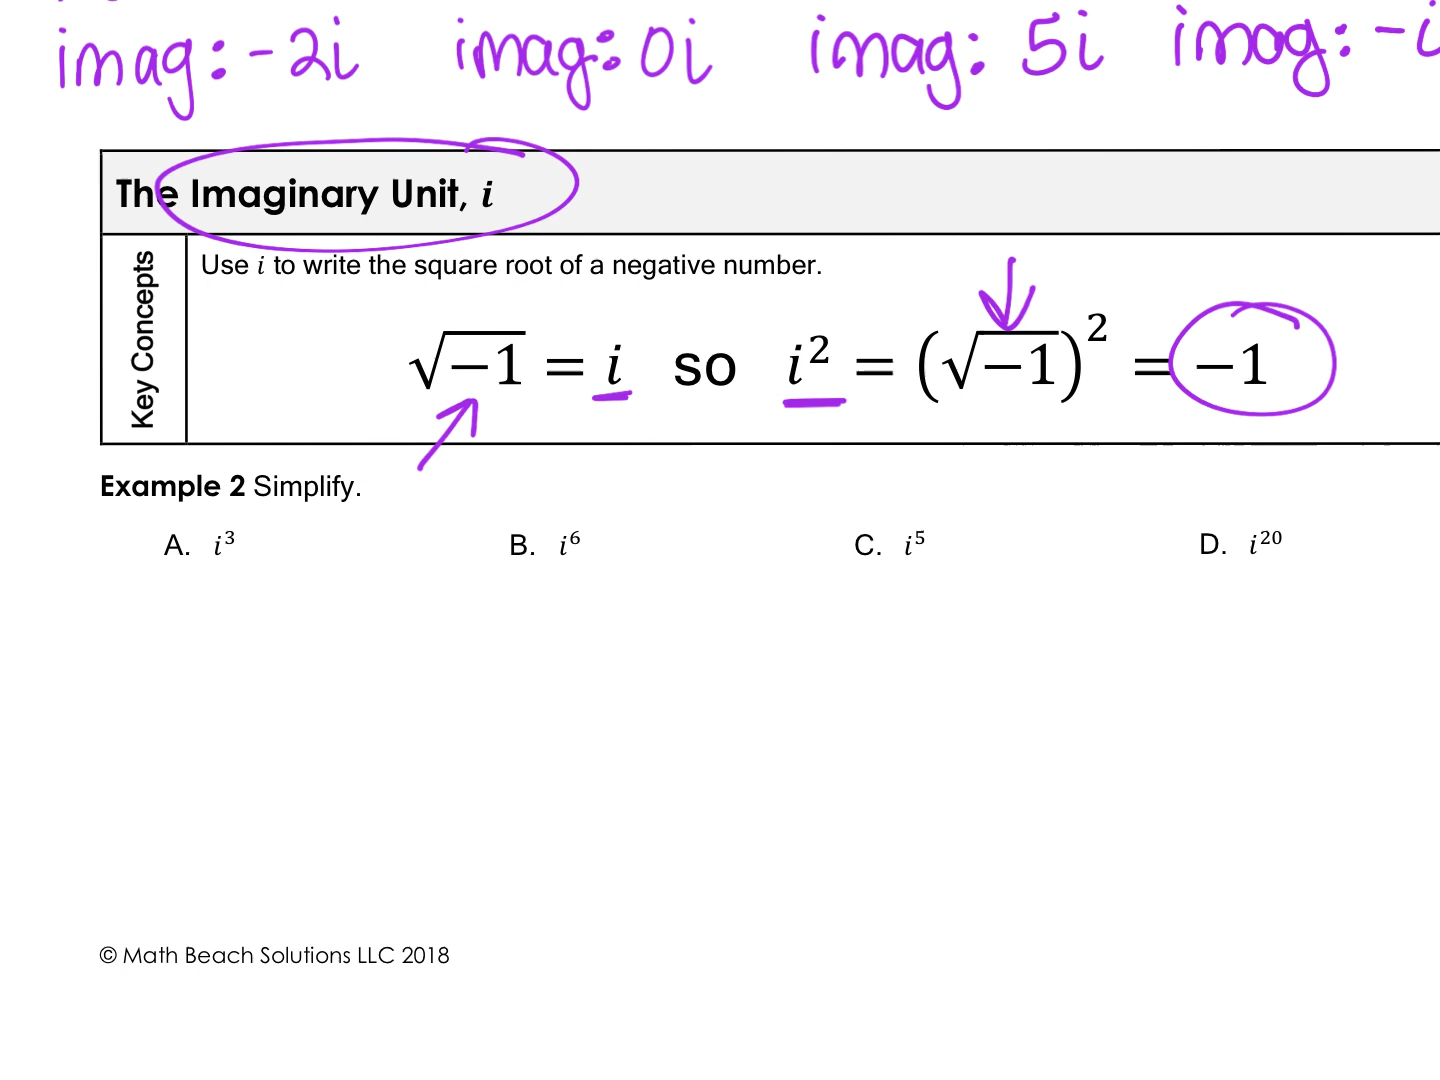 imag: -2i imag: 0i imag: 5i imag: -i
The Imaginary Unit, i
Key Concepts
Use i to write the square root of a negative number.
√−1 = i so i² = (√−1)² = −1
Example 2 Simplify.
A. i³ B. i⁶ C. i⁵ D. i²⁰
© Math Beach Solutions LLC 2018